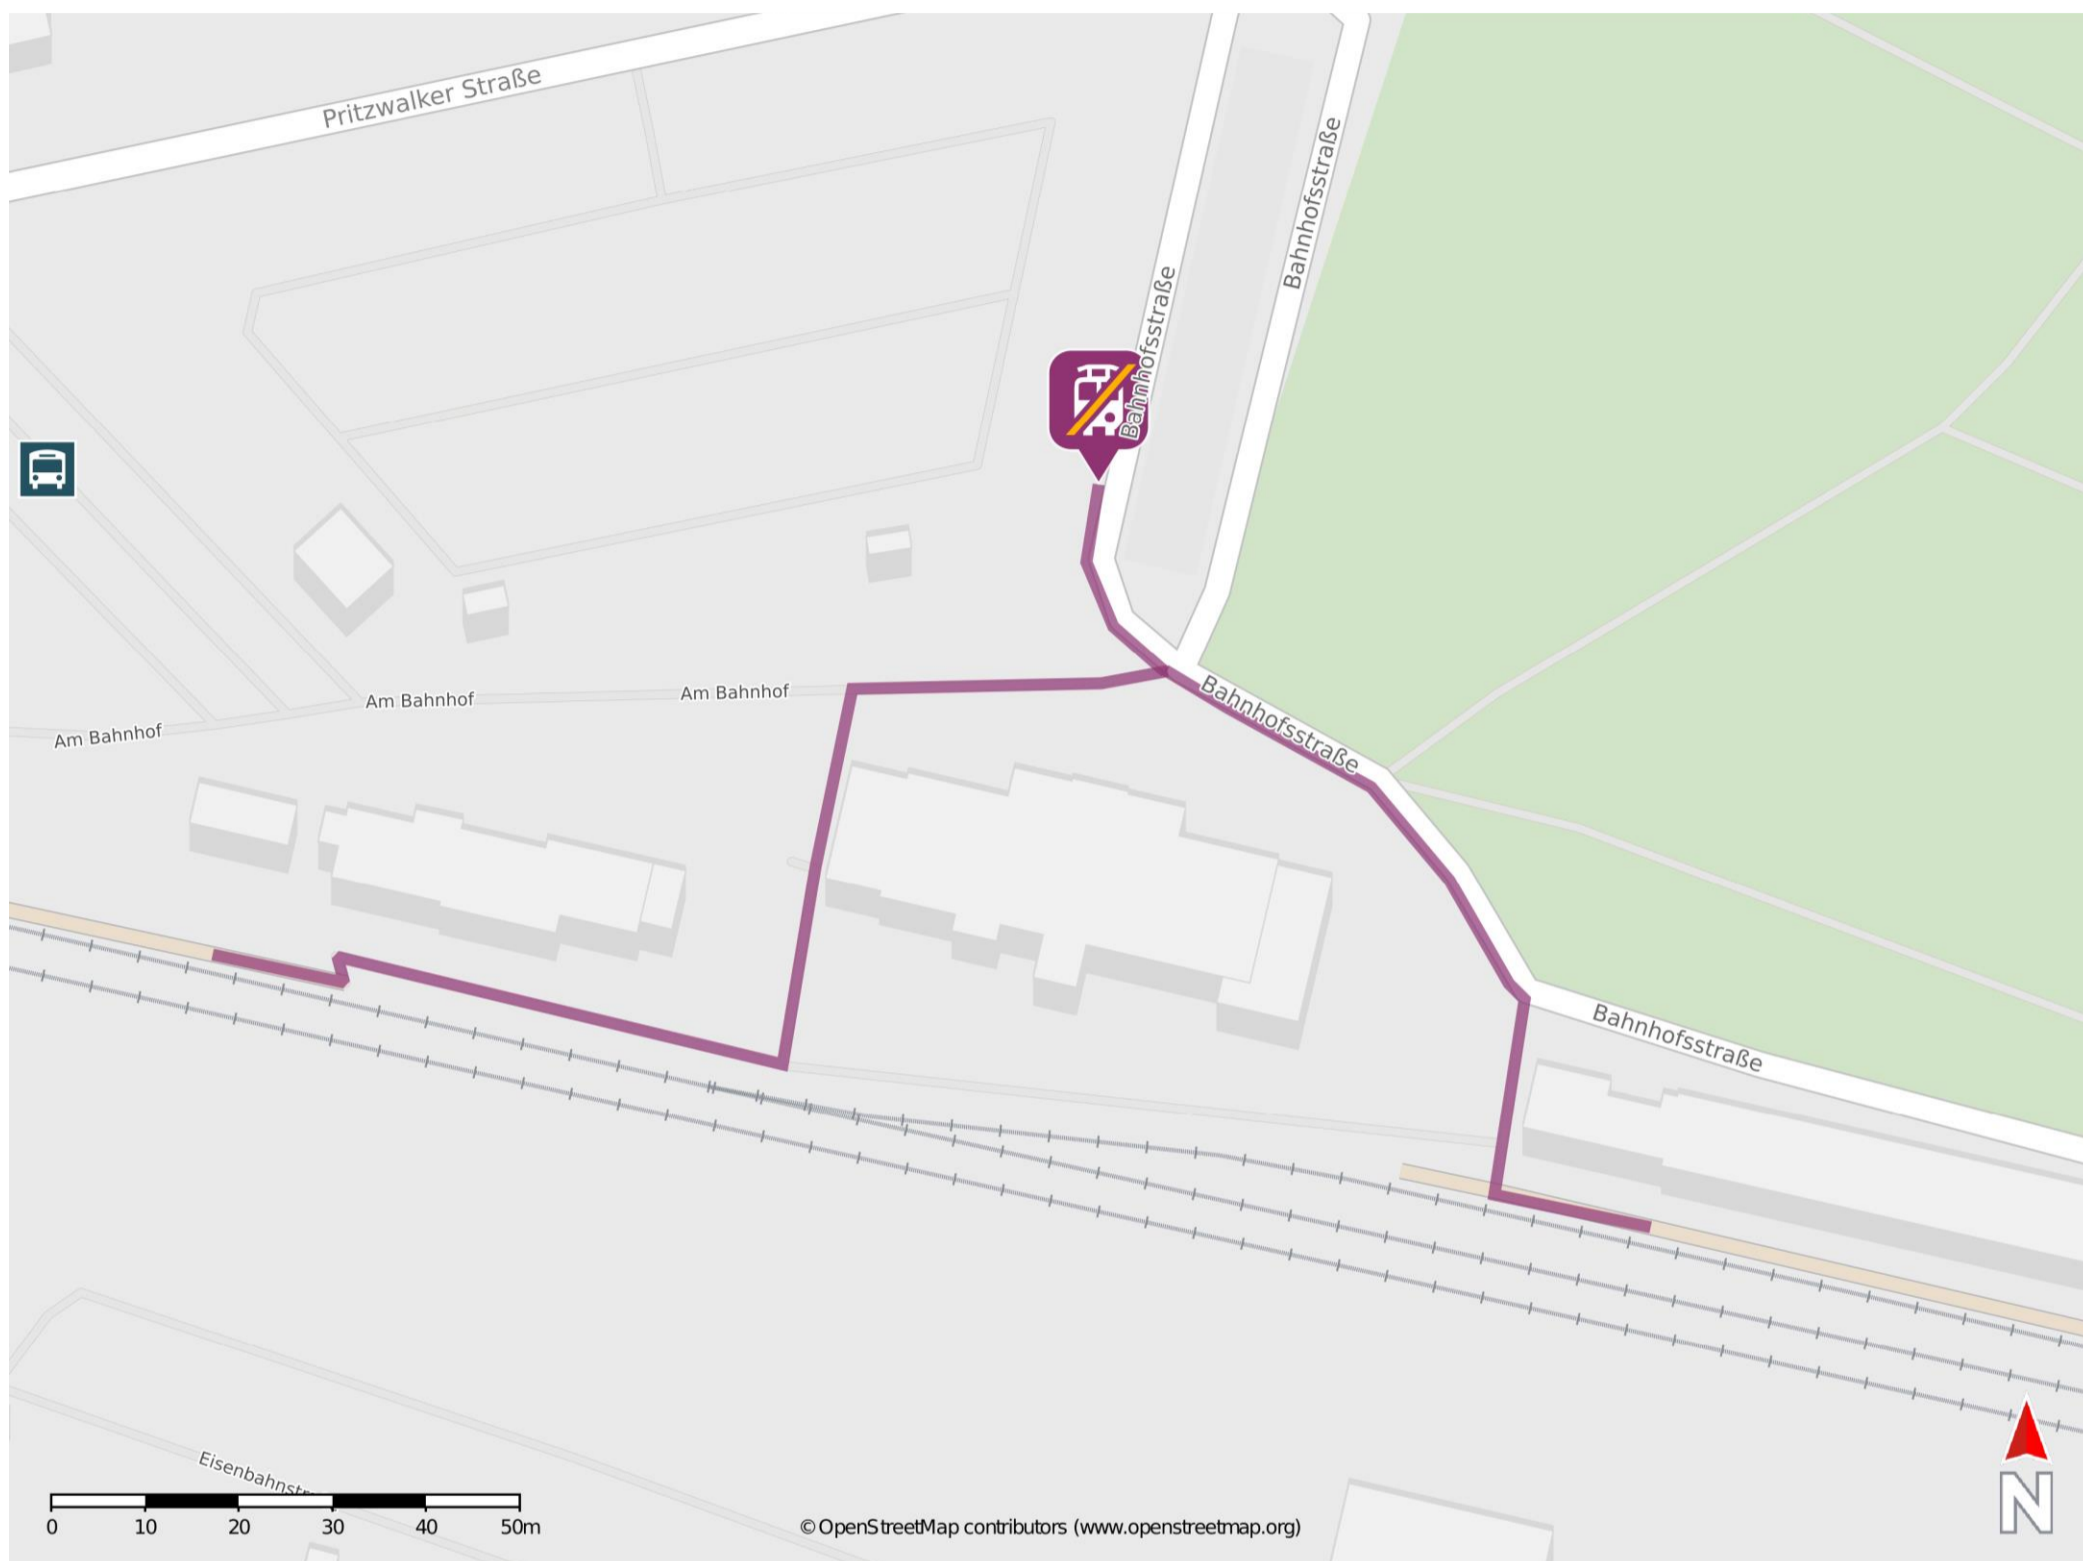 Pritzwalker Straße
Bahnhofsstraße
Bahnhofsstraße
Bahnhofsstraße
Am Bahnhof
Am Bahnhof
Am Bahnhof
Bahnhofsstraße
Eisenbahnstr
0 10 20 30 40 50m
© OpenStreetMap contributors (www.openstreetmap.org)
N